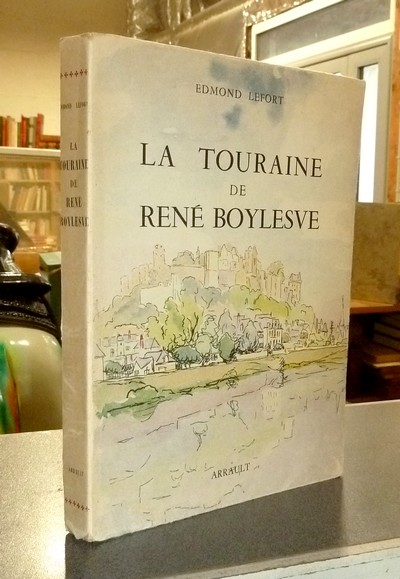 EDMOND LEFORT
LA TOURAINE
DE
RENÉ BOYLESVE
ARRAULT
EDMOND LEFORT
LA
TOURAINE
DE
RENÉ
BOYLESVE
ARRAULT